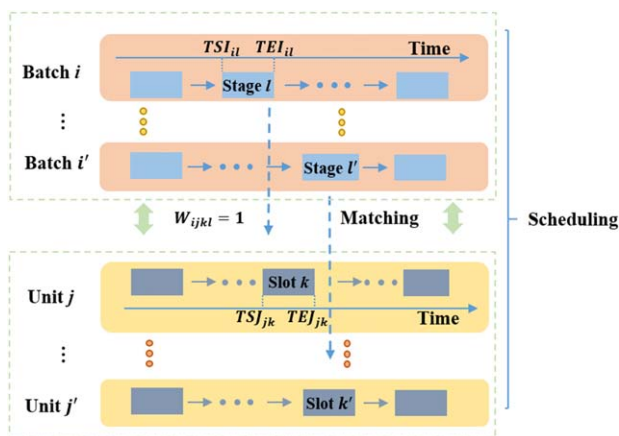 TSI_il TEI_il Time
Batch i
Stage l
⋮
Batch i′
Stage l′
W_ijkl = 1
Matching
Scheduling
Unit j
Slot k
TSJ_jk TEJ_jk Time
⋮
Unit j′
Slot k′